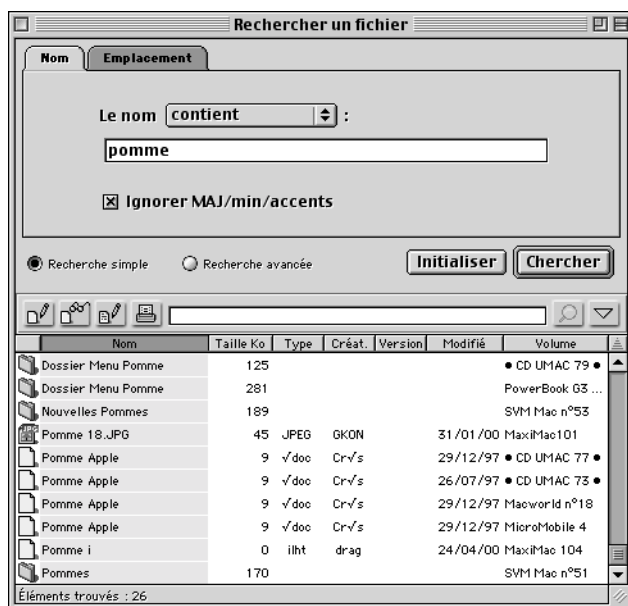 Rechercher un fichier
Nom Emplacement
Le nom contient :
pomme
Ignorer MAJ/min/accents
Recherche simple Recherche avancée Initialiser Chercher
Nom Taille Ko Type Créat. Version Modifié Volume
Dossier Menu Pomme 125 • CD UMAC 79 •
Dossier Menu Pomme 281 PowerBook G3 ...
Nouvelles Pommes 189 SVM Mac n°53
Pomme 18.JPG 45 JPEG GKON 31/01/00 MaxiMac101
Pomme Apple 9 √doc Cr√s 29/12/97 • CD UMAC 77 •
Pomme Apple 9 √doc Cr√s 26/07/97 • CD UMAC 73 •
Pomme Apple 9 √doc Cr√s 29/12/97 Macworld n°18
Pomme Apple 9 √doc Cr√s 29/12/97 MicroMobile 4
Pomme i 0 ilht drag 24/04/00 MaxiMac 104
Pommes 170 SVM Mac n°51
Éléments trouvés : 26